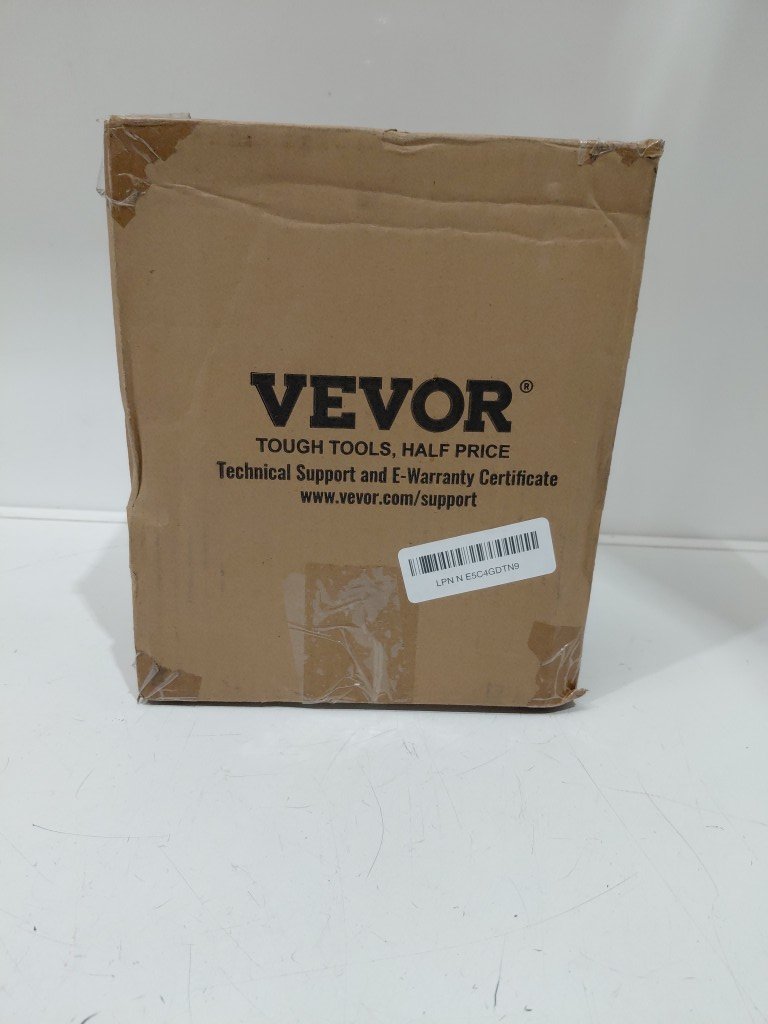 VEVOR®
TOUGH TOOLS, HALF PRICE
Technical Support and E-Warranty Certificate
www.vevor.com/support
LPN N E5C4GDTN9